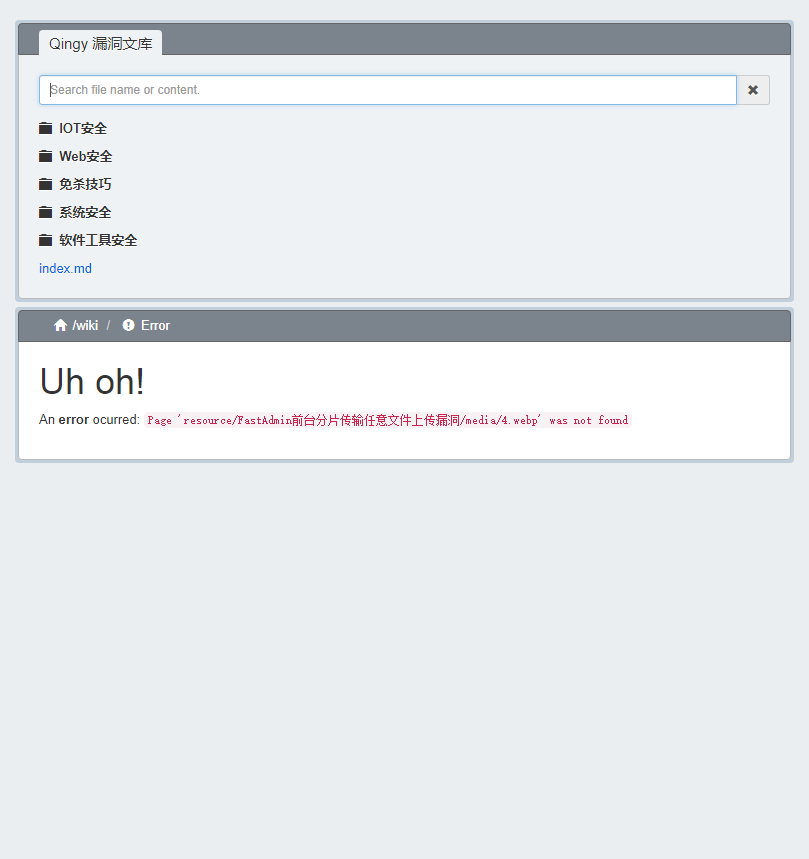 Qingy 漏洞文库
Search file name or content.
IOT安全
Web安全
免杀技巧
系统安全
软件工具安全
index.md
/wiki / Error
Uh oh!
An error ocurred: Page 'resource/FastAdmin前台分片传输任意文件上传漏洞/media/4.webp' was not found